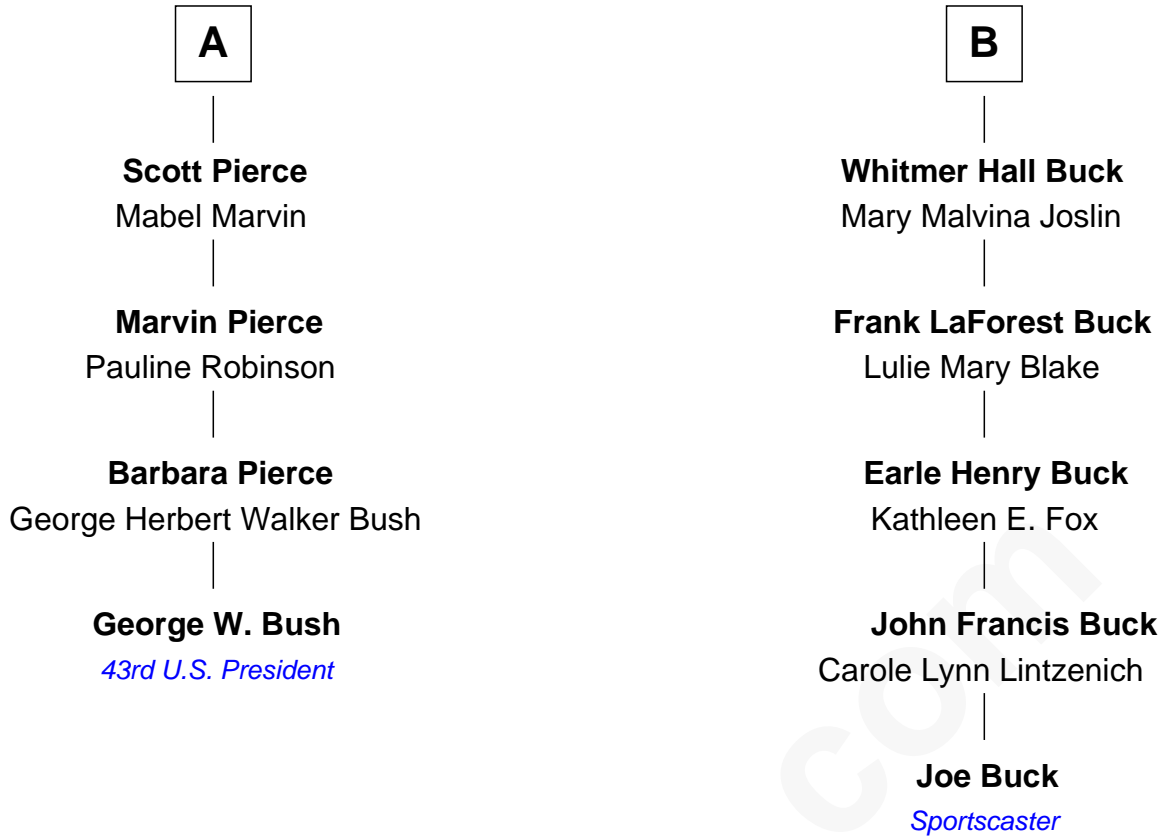 A
Scott Pierce
Mabel Marvin
Marvin Pierce
Pauline Robinson
Barbara Pierce
George Herbert Walker Bush
George W. Bush
43rd U.S. President
B
Whitmer Hall Buck
Mary Malvina Joslin
Frank LaForest Buck
Lulie Mary Blake
Earle Henry Buck
Kathleen E. Fox
John Francis Buck
Carole Lynn Lintzenich
Joe Buck
Sportscaster
com